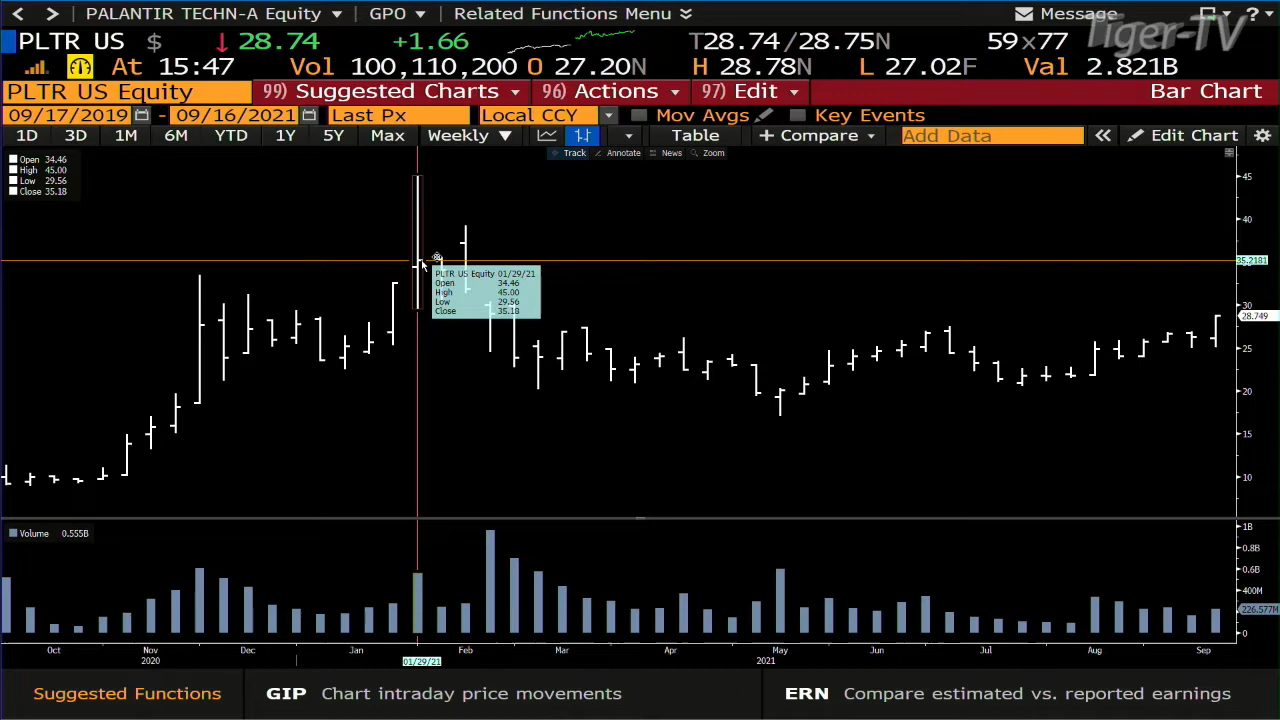 PALANTIR TECHN-A Equity GPO Related Functions Menu Message ?
Tiger-TV
PLTR US $ ↓ 28.74 +1.66 T28.74 /28.75N 59 x 77
At 15:47 Vol 100,110,200 O 27.20N H 28.78N L 27.02F Val 2.821B
PLTR US Equity 99) Suggested Charts 96) Actions 97) Edit Bar Chart
09/17/2019 - 09/16/2021 Last Px Local CCY Mov Avgs Key Events
1D 3D 1M 6M YTD 1Y 5Y Max Weekly ▼ Table + Compare Add Data « Edit Chart
Track Annotate News Zoom
Open 34.46
High 45.00
Low 29.56
Close 35.18
45
40
35.2181
PLTR US Equity 01/29/21
Open 34.46
High 45.00
Low 29.56
Close 35.18
30
28.749
25
20
15
10
Volume 0.555B
1B
0.8B
0.6B
400M
226.577M
0
Oct Nov Dec Jan Feb Mar Apr May Jun Jul Aug Sep
2020 01/29/21 2021
Suggested Functions GIP Chart intraday price movements ERN Compare estimated vs. reported earnings